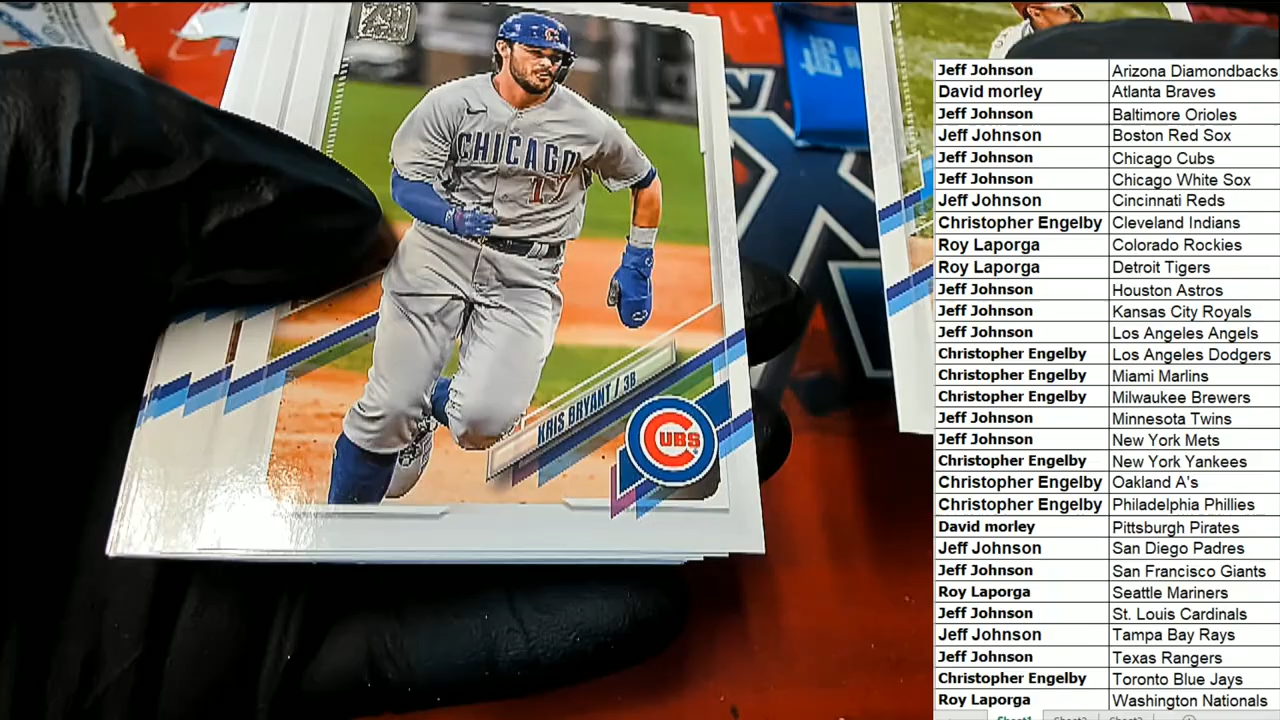 CHICAGO
17
KRIS BRYANT / 3B
CUBS
Jeff Johnson Arizona Diamondbacks
David morley Atlanta Braves
Jeff Johnson Baltimore Orioles
Jeff Johnson Boston Red Sox
Jeff Johnson Chicago Cubs
Jeff Johnson Chicago White Sox
Jeff Johnson Cincinnati Reds
Christopher Engelby Cleveland Indians
Roy Laporga Colorado Rockies
Roy Laporga Detroit Tigers
Jeff Johnson Houston Astros
Jeff Johnson Kansas City Royals
Jeff Johnson Los Angeles Angels
Christopher Engelby Los Angeles Dodgers
Christopher Engelby Miami Marlins
Christopher Engelby Milwaukee Brewers
Jeff Johnson Minnesota Twins
Jeff Johnson New York Mets
Christopher Engelby New York Yankees
Christopher Engelby Oakland A's
Christopher Engelby Philadelphia Phillies
David morley Pittsburgh Pirates
Jeff Johnson San Diego Padres
Jeff Johnson San Francisco Giants
Roy Laporga Seattle Mariners
Jeff Johnson St. Louis Cardinals
Jeff Johnson Tampa Bay Rays
Jeff Johnson Texas Rangers
Christopher Engelby Toronto Blue Jays
Roy Laporga Washington Nationals